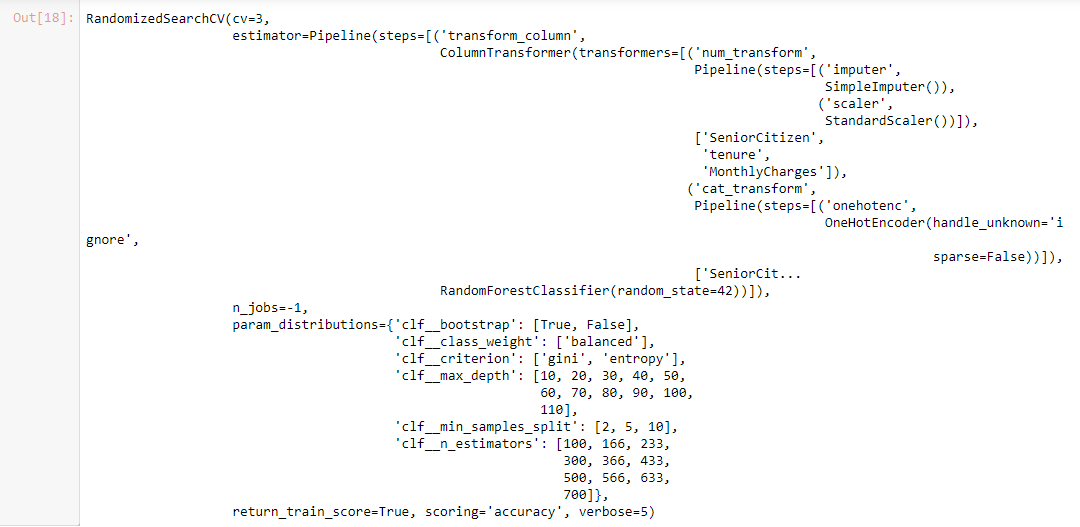 Out[18]: RandomizedSearchCV(cv=3,
estimator=Pipeline(steps=[('transform_column',
ColumnTransformer(transformers=[('num_transform',
Pipeline(steps=[('imputer',
SimpleImputer()),
('scaler',
StandardScaler())]),
['SeniorCitizen',
'tenure',
'MonthlyCharges']),
('cat_transform',
Pipeline(steps=[('onehotenc',
OneHotEncoder(handle_unknown='i
gnore',
sparse=False))]),
['SeniorCit...
RandomForestClassifier(random_state=42))]),
n_jobs=-1,
param_distributions={'clf__bootstrap': [True, False],
'clf__class_weight': ['balanced'],
'clf__criterion': ['gini', 'entropy'],
'clf__max_depth': [10, 20, 30, 40, 50,
60, 70, 80, 90, 100,
110],
'clf__min_samples_split': [2, 5, 10],
'clf__n_estimators': [100, 166, 233,
300, 366, 433,
500, 566, 633,
700]},
return_train_score=True, scoring='accuracy', verbose=5)